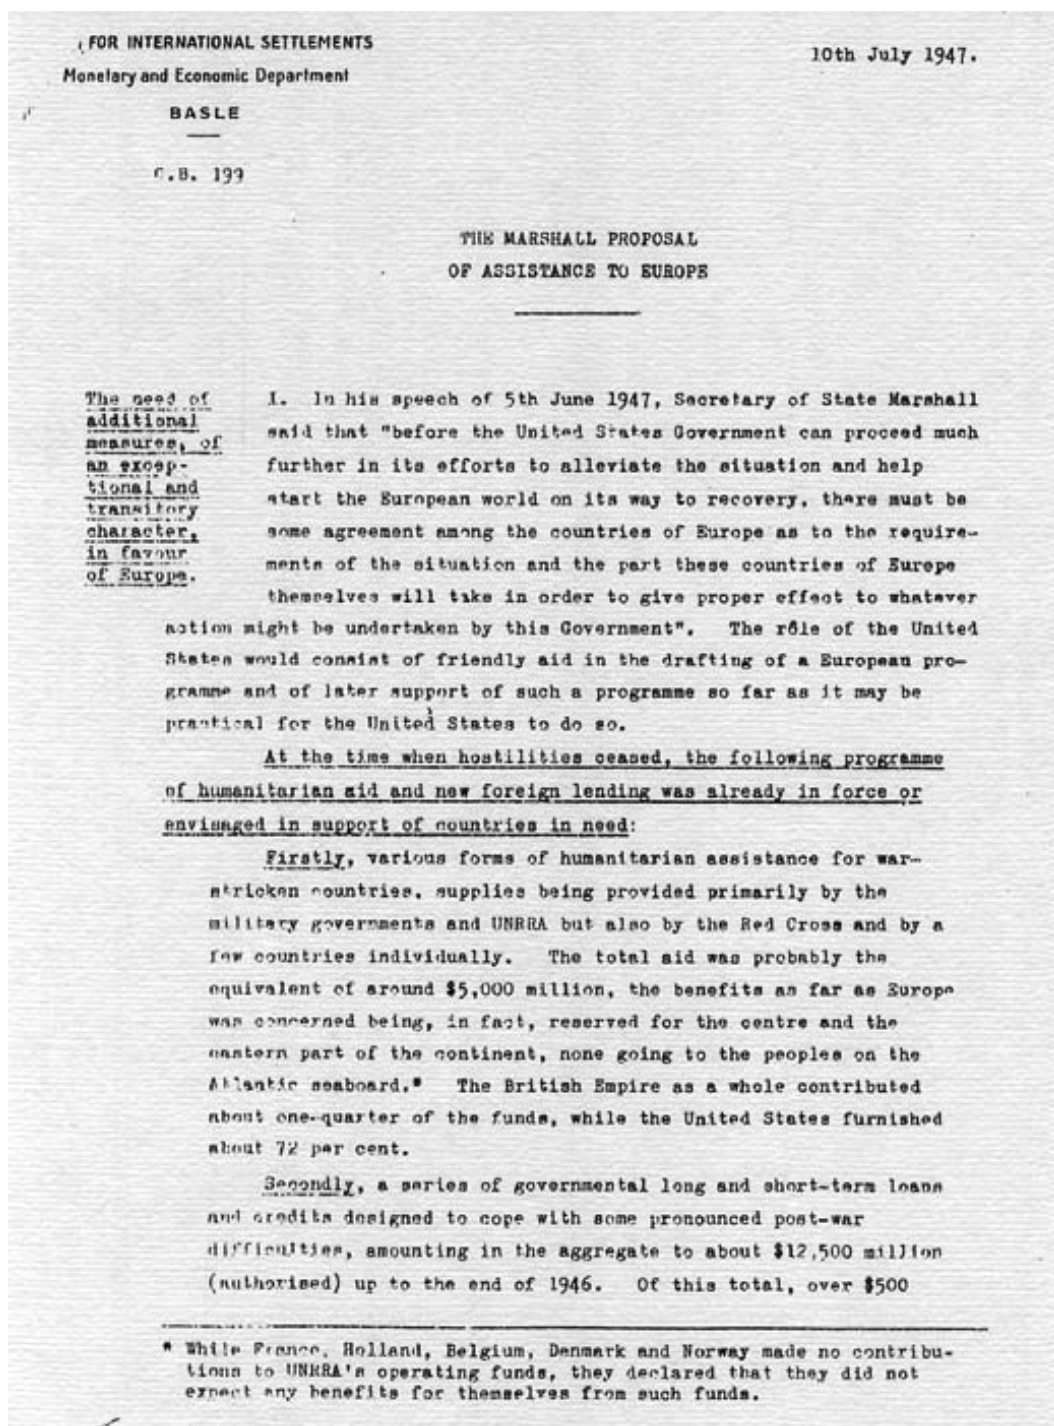 FOR INTERNATIONAL SETTLEMENTS
Monetary and Economic Department
BASLE
10th July 1947.
C.B. 199
THE MARSHALL PROPOSAL
OF ASSISTANCE TO EUROPE
The need of
additional
measures, of
an excep-
tional and
transitory
character,
in favour
of Europe.
I. In his speech of 5th June 1947, Secretary of State Marshall
said that "before the United States Government can proceed much
further in its efforts to alleviate the situation and help
start the European world on its way to recovery, there must be
some agreement among the countries of Europe as to the require-
ments of the situation and the part these countries of Europe
themselves will take in order to give proper effect to whatever
action might be undertaken by this Government". The rôle of the United
States would consist of friendly aid in the drafting of a European pro-
gramme and of later support of such a programme so far as it may be
practical for the United States to do so.
At the time when hostilities ceased, the following programme
of humanitarian aid and new foreign lending was already in force or
envisaged in support of countries in need:
Firstly, various forms of humanitarian assistance for war-
stricken countries, supplies being provided primarily by the
military governments and UNRRA but also by the Red Cross and by a
few countries individually. The total aid was probably the
equivalent of around $5,000 million, the benefits as far as Europe
was concerned being, in fact, reserved for the centre and the
eastern part of the continent, none going to the peoples on the
Atlantic seaboard.* The British Empire as a whole contributed
about one-quarter of the funds, while the United States furnished
about 72 per cent.
Secondly, a series of governmental long and short-term loans
and credits designed to cope with some pronounced post-war
difficulties, amounting in the aggregate to about $12,500 million
(authorised) up to the end of 1946. Of this total, over $500
* While France, Holland, Belgium, Denmark and Norway made no contribu-
tions to UNRRA's operating funds, they declared that they did not
expect any benefits for themselves from such funds.